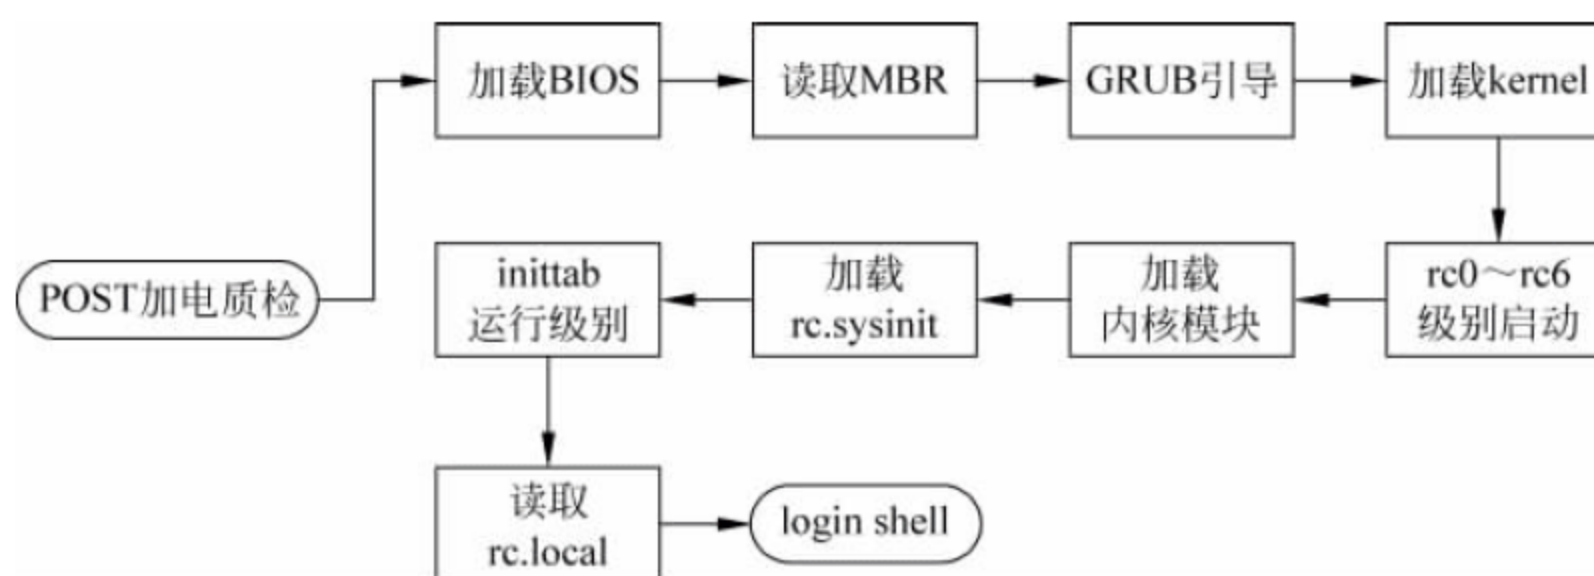 加载BIOS
读取MBR
GRUB引导
加载kernel
POST加电质检
inittab
运行级别
加载
rc.sysinit
加载
内核模块
rc0～rc6
级别启动
读取
rc.local
login shell